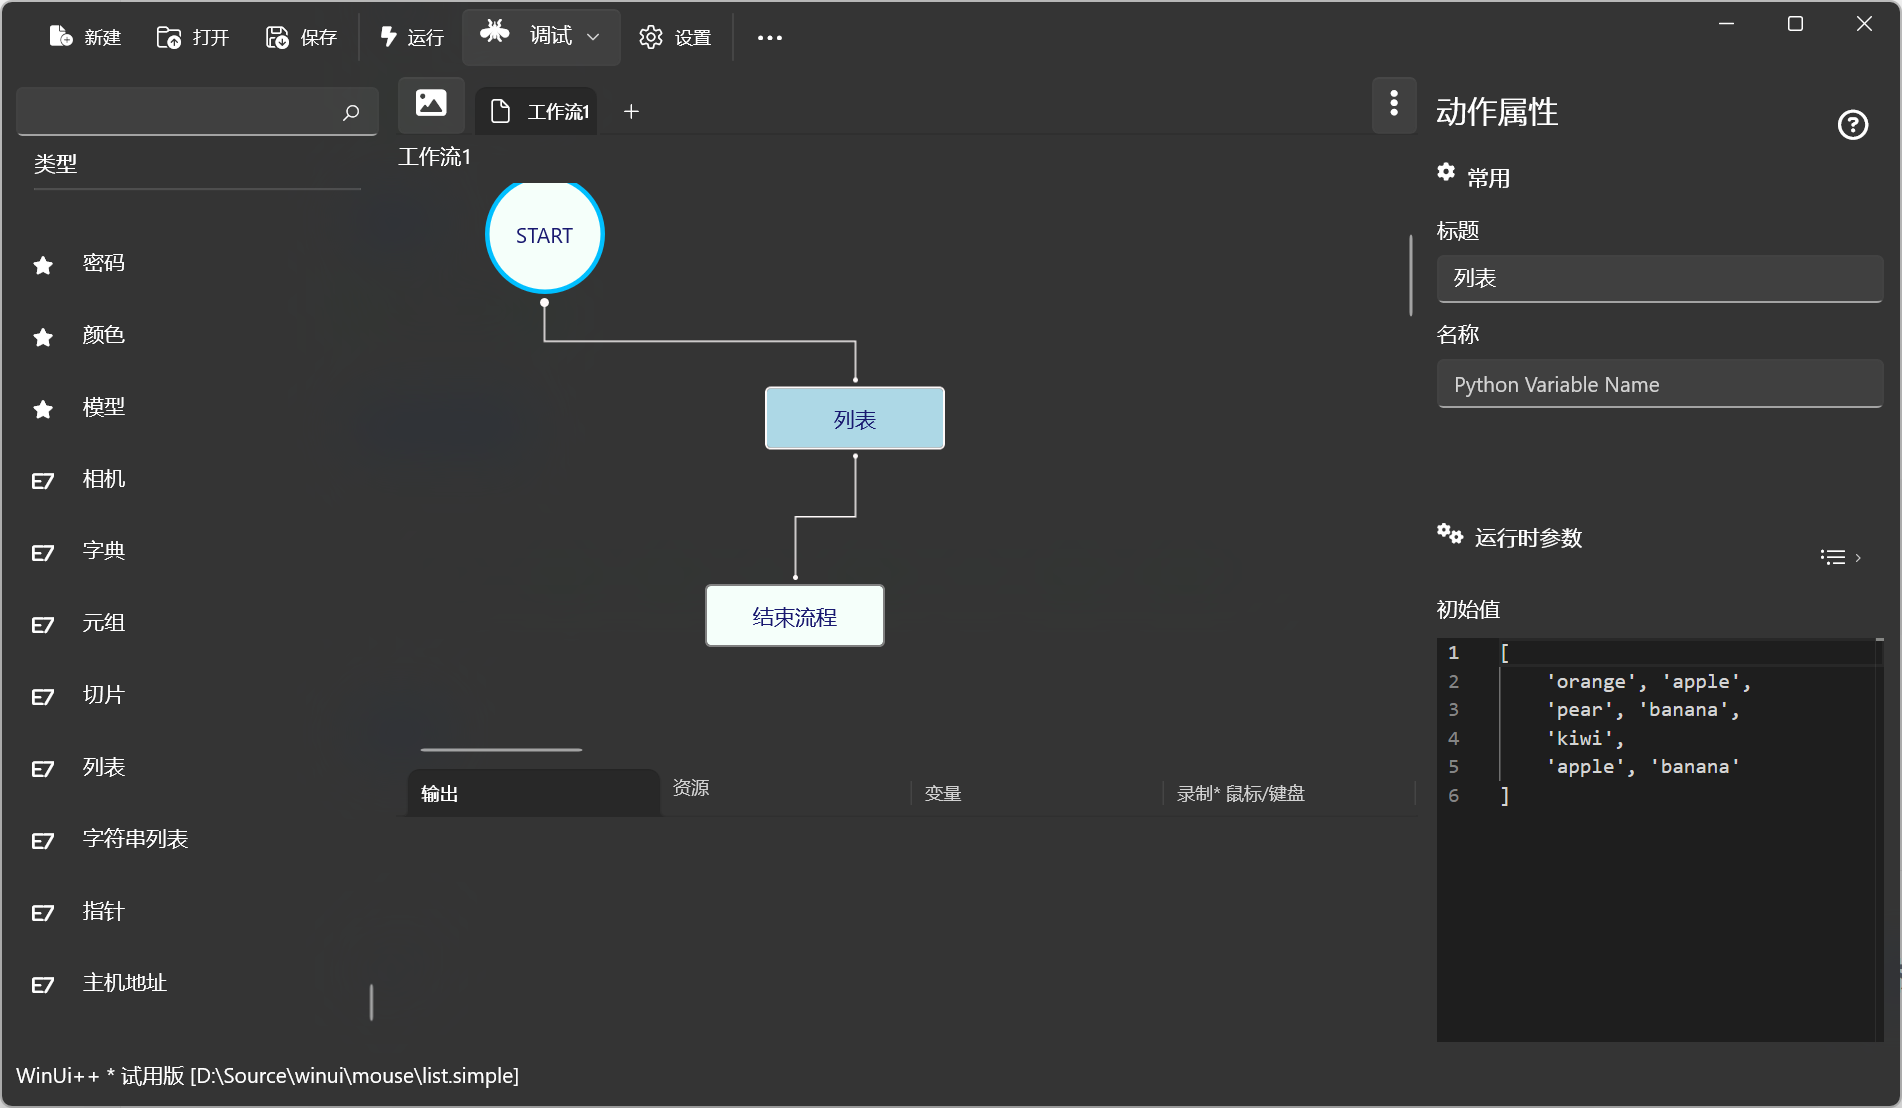 新建
打开
保存
运行
调试
设置
工作流1
类型
密码
颜色
模型
相机
字典
元组
切片
列表
字符串列表
指针
主机地址
工作流1
START
列表
结束流程
输出
资源
变量
录制* 鼠标/键盘
动作属性
常用
标题
列表
名称
Python Variable Name
运行时参数
初始值
1 [
2 'orange', 'apple',
3 'pear', 'banana',
4 'kiwi',
5 'apple', 'banana'
6 ]
WinUi++ * 试用版 [D:\Source\winui\mouse\list.simple]